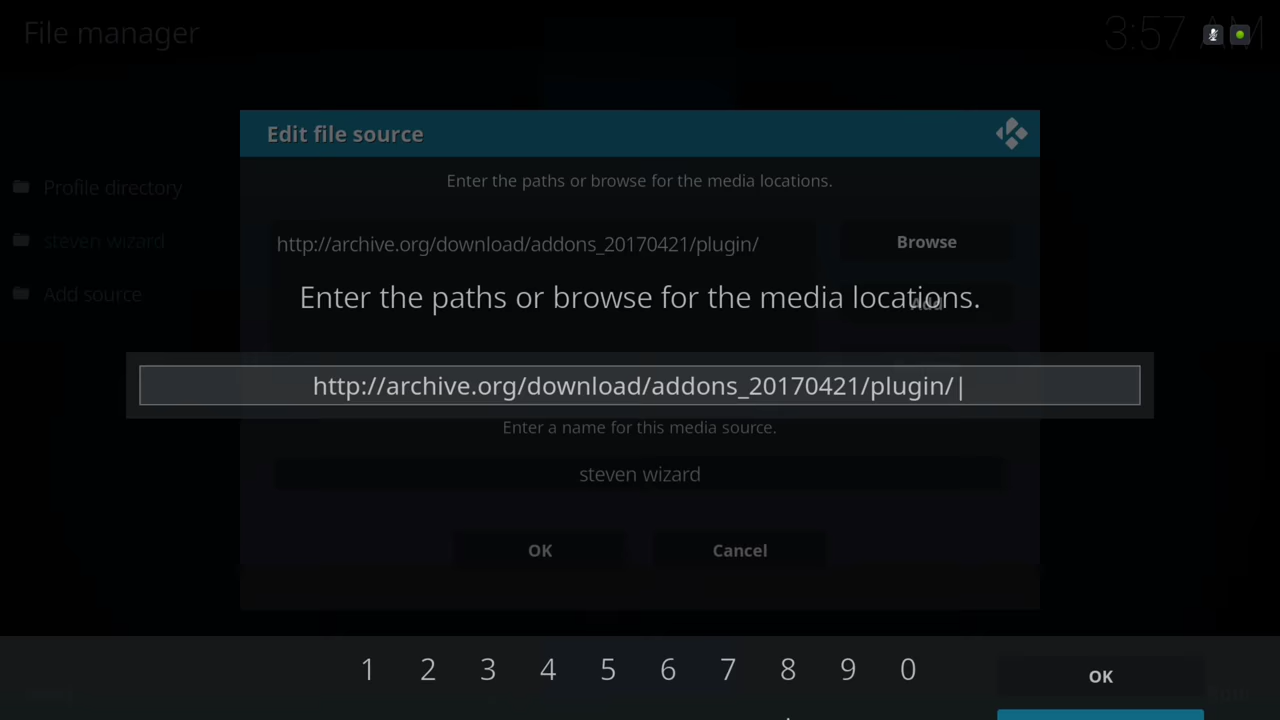 File manager
3:57 AM
Edit file source
Enter the paths or browse for the media locations.
Profile directory
http://archive.org/download/addons_20170421/plugin/
Browse
steven wizard
Add source
Enter the paths or browse for the media locations.
Add
http://archive.org/download/addons_20170421/plugin/|
Enter a name for this media source.
steven wizard
OK
Cancel
1 2 3 4 5 6 7 8 9 0
OK